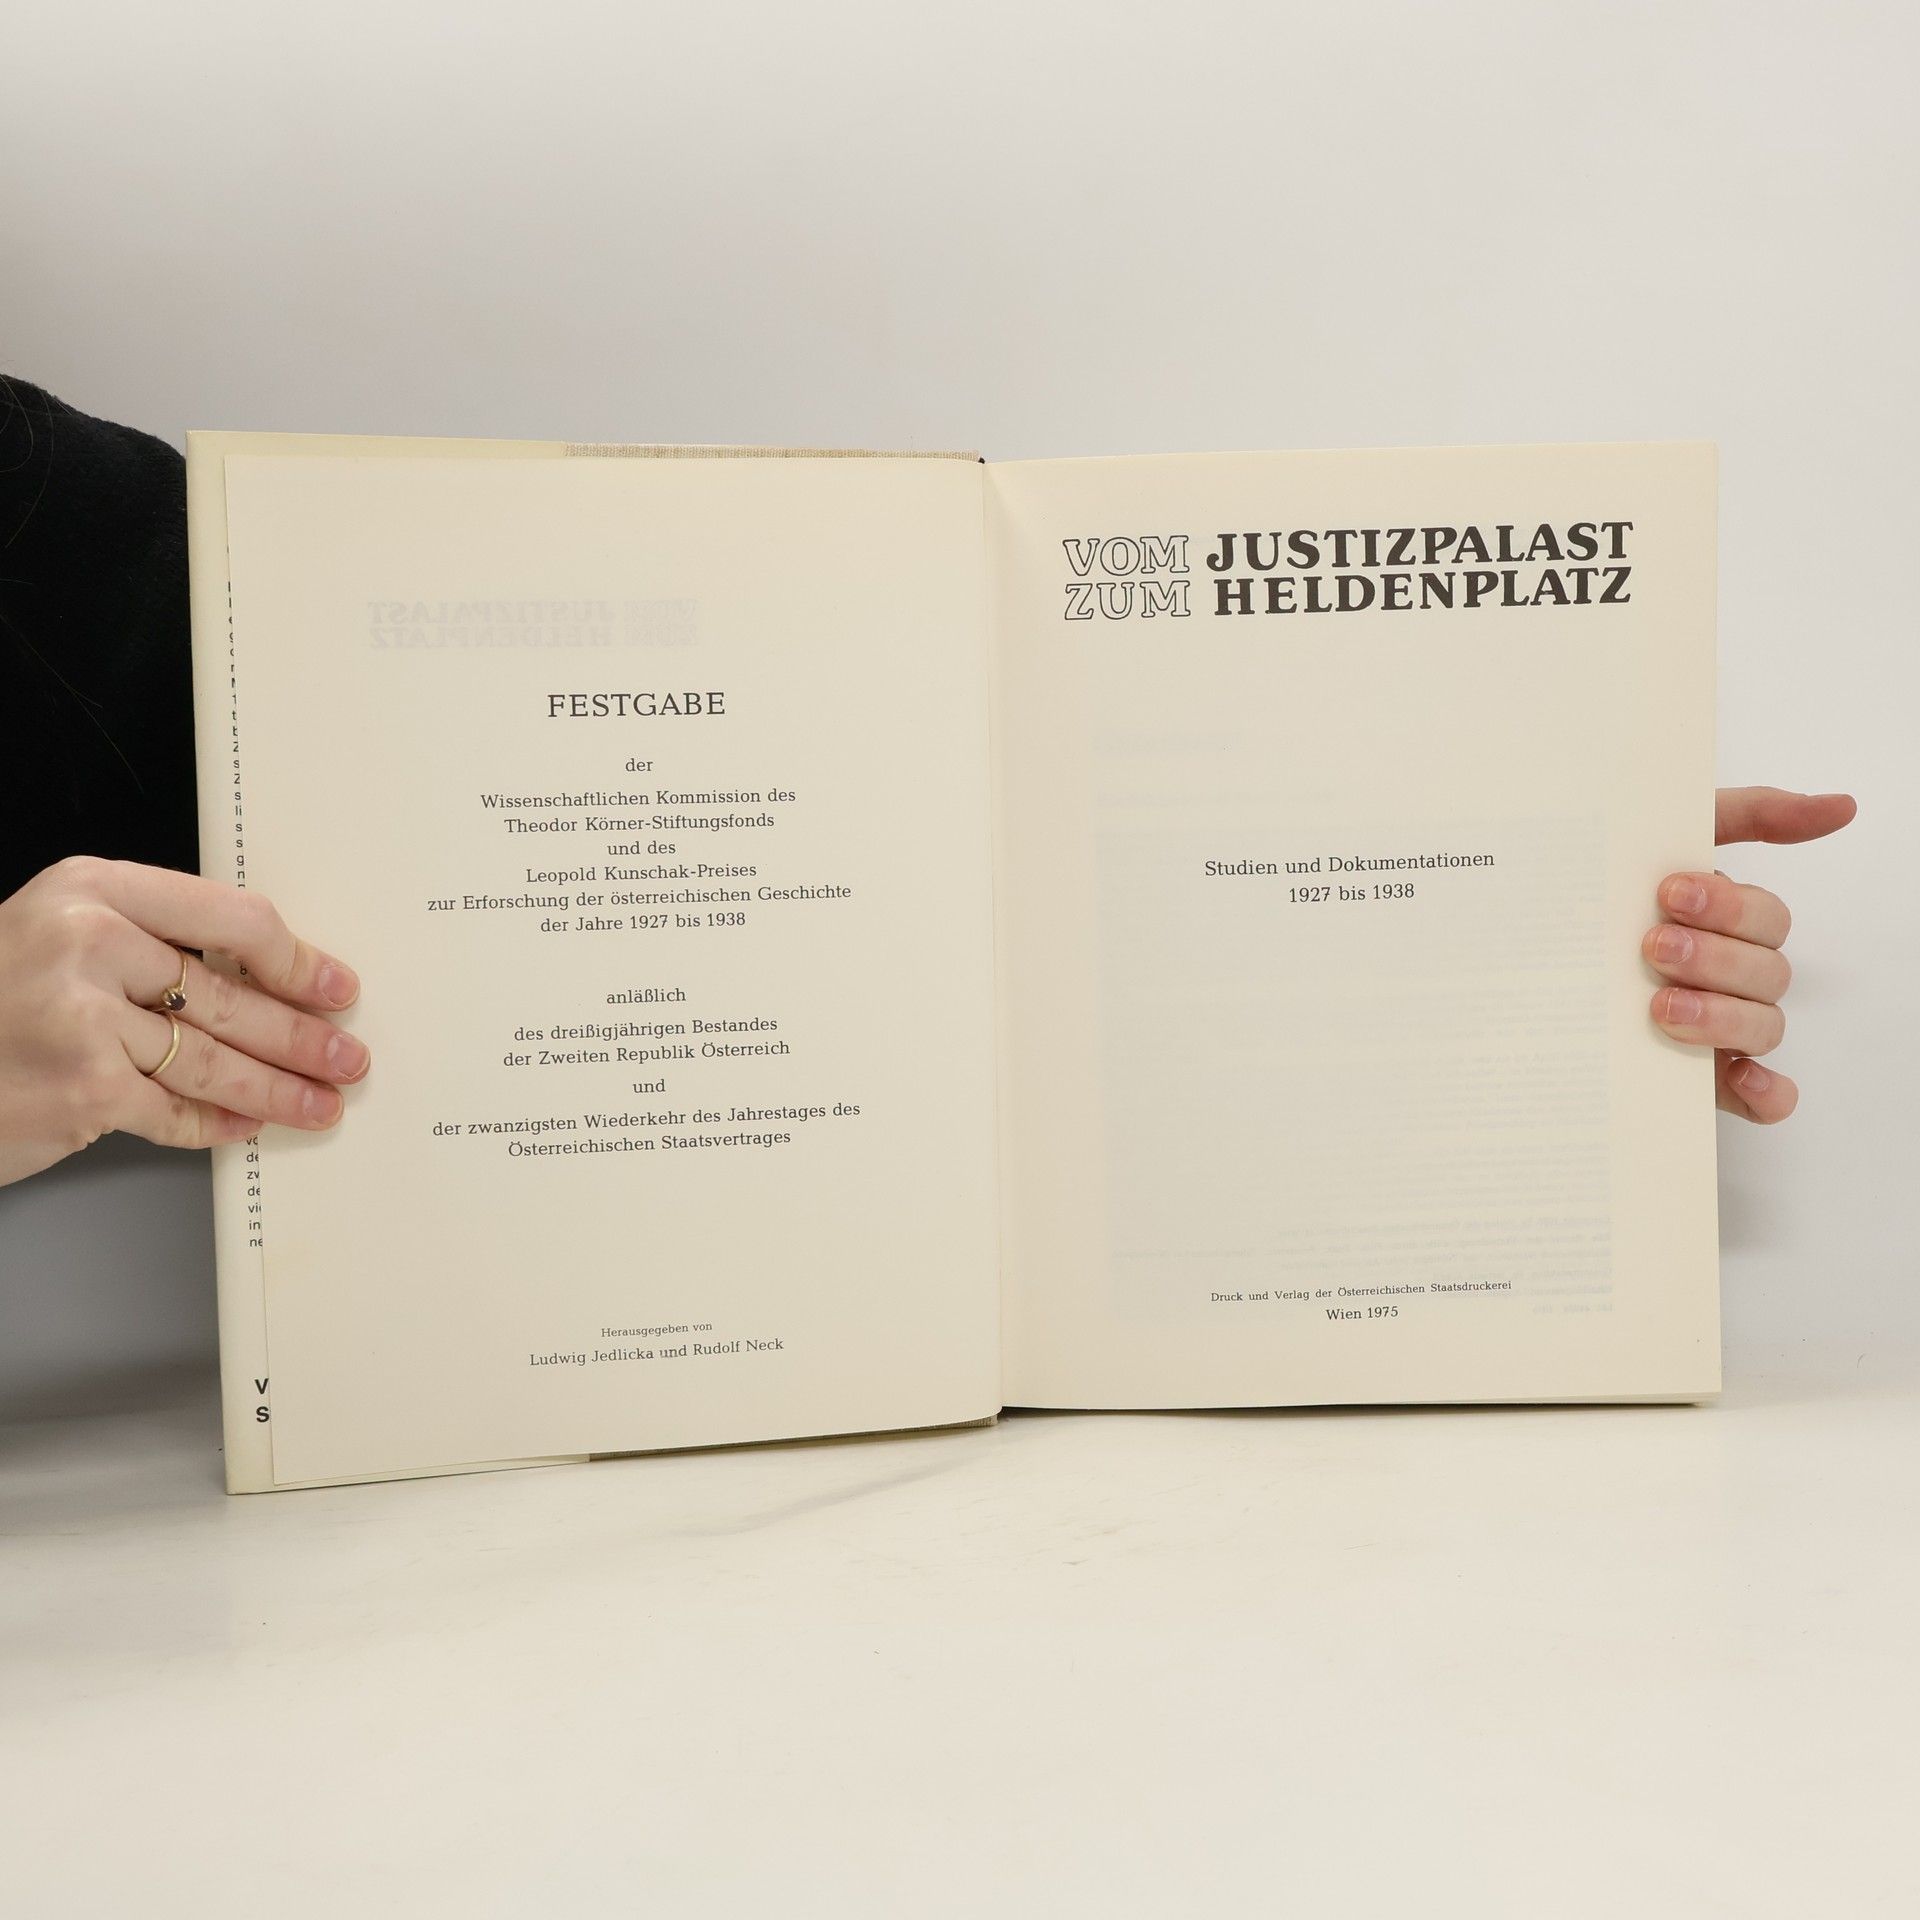 FESTGABE
der
Wissenschaftlichen Kommission des
Theodor Körner-Stiftungsfonds
und des
Leopold Kunschak-Preises
zur Erforschung der österreichischen Geschichte
der Jahre 1927 bis 1938
anläßlich
des dreißigjährigen Bestandes
der Zweiten Republik Österreich
und
der zwanzigsten Wiederkehr des Jahrestages des
Österreichischen Staatsvertrages
Herausgegeben von
Ludwig Jedlicka und Rudolf Neck
VOM JUSTIZPALAST
ZUM HELDENPLATZ
Studien und Dokumentationen
1927 bis 1938
Druck und Verlag der Österreichischen Staatsdruckerei
Wien 1975